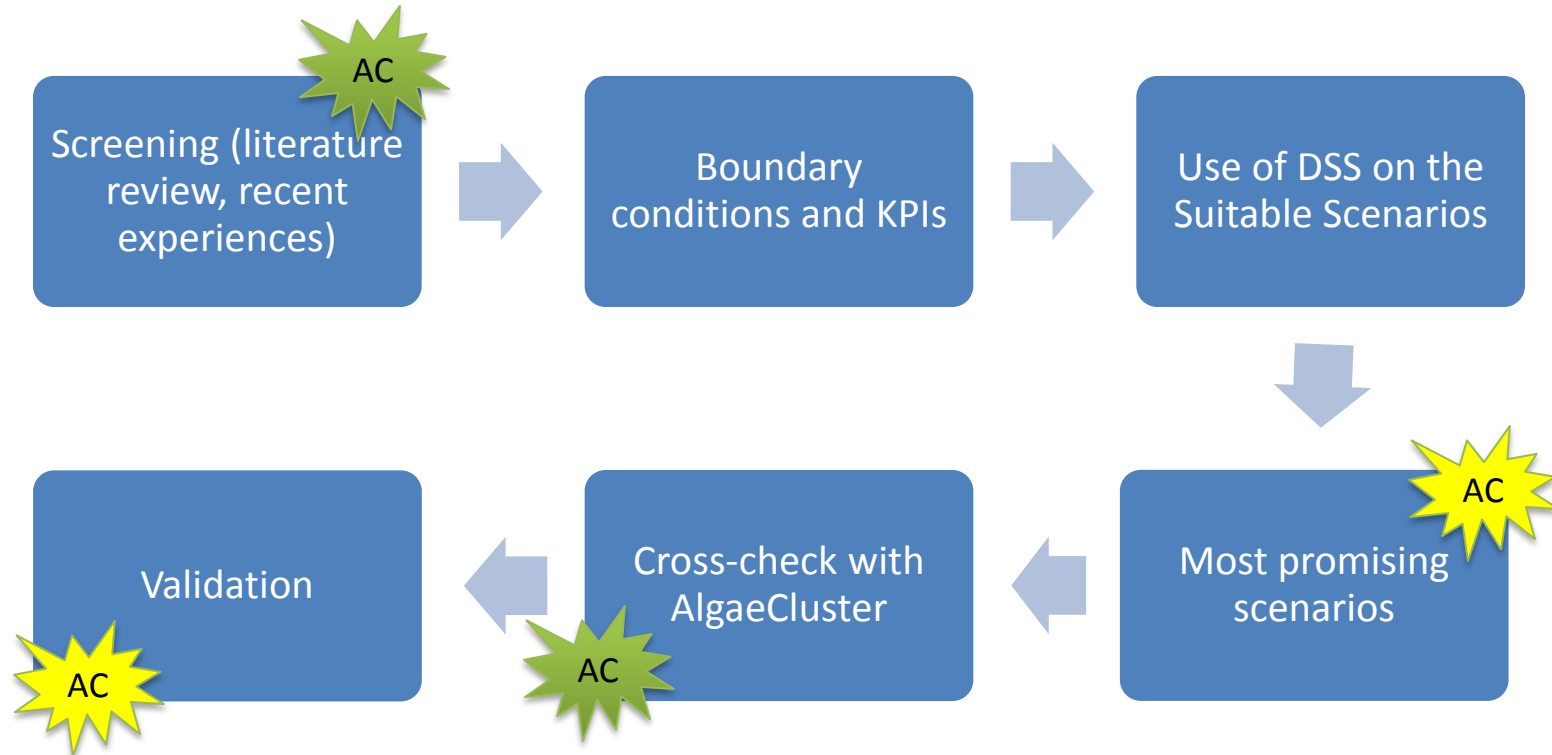 AC
Screening (literature
review, recent
experiences)
Boundary
conditions and KPIs
Use of DSS on the
Suitable Scenarios
AC
Most promising
scenarios
Cross-check with
AlgaeCluster
AC
Validation
AC